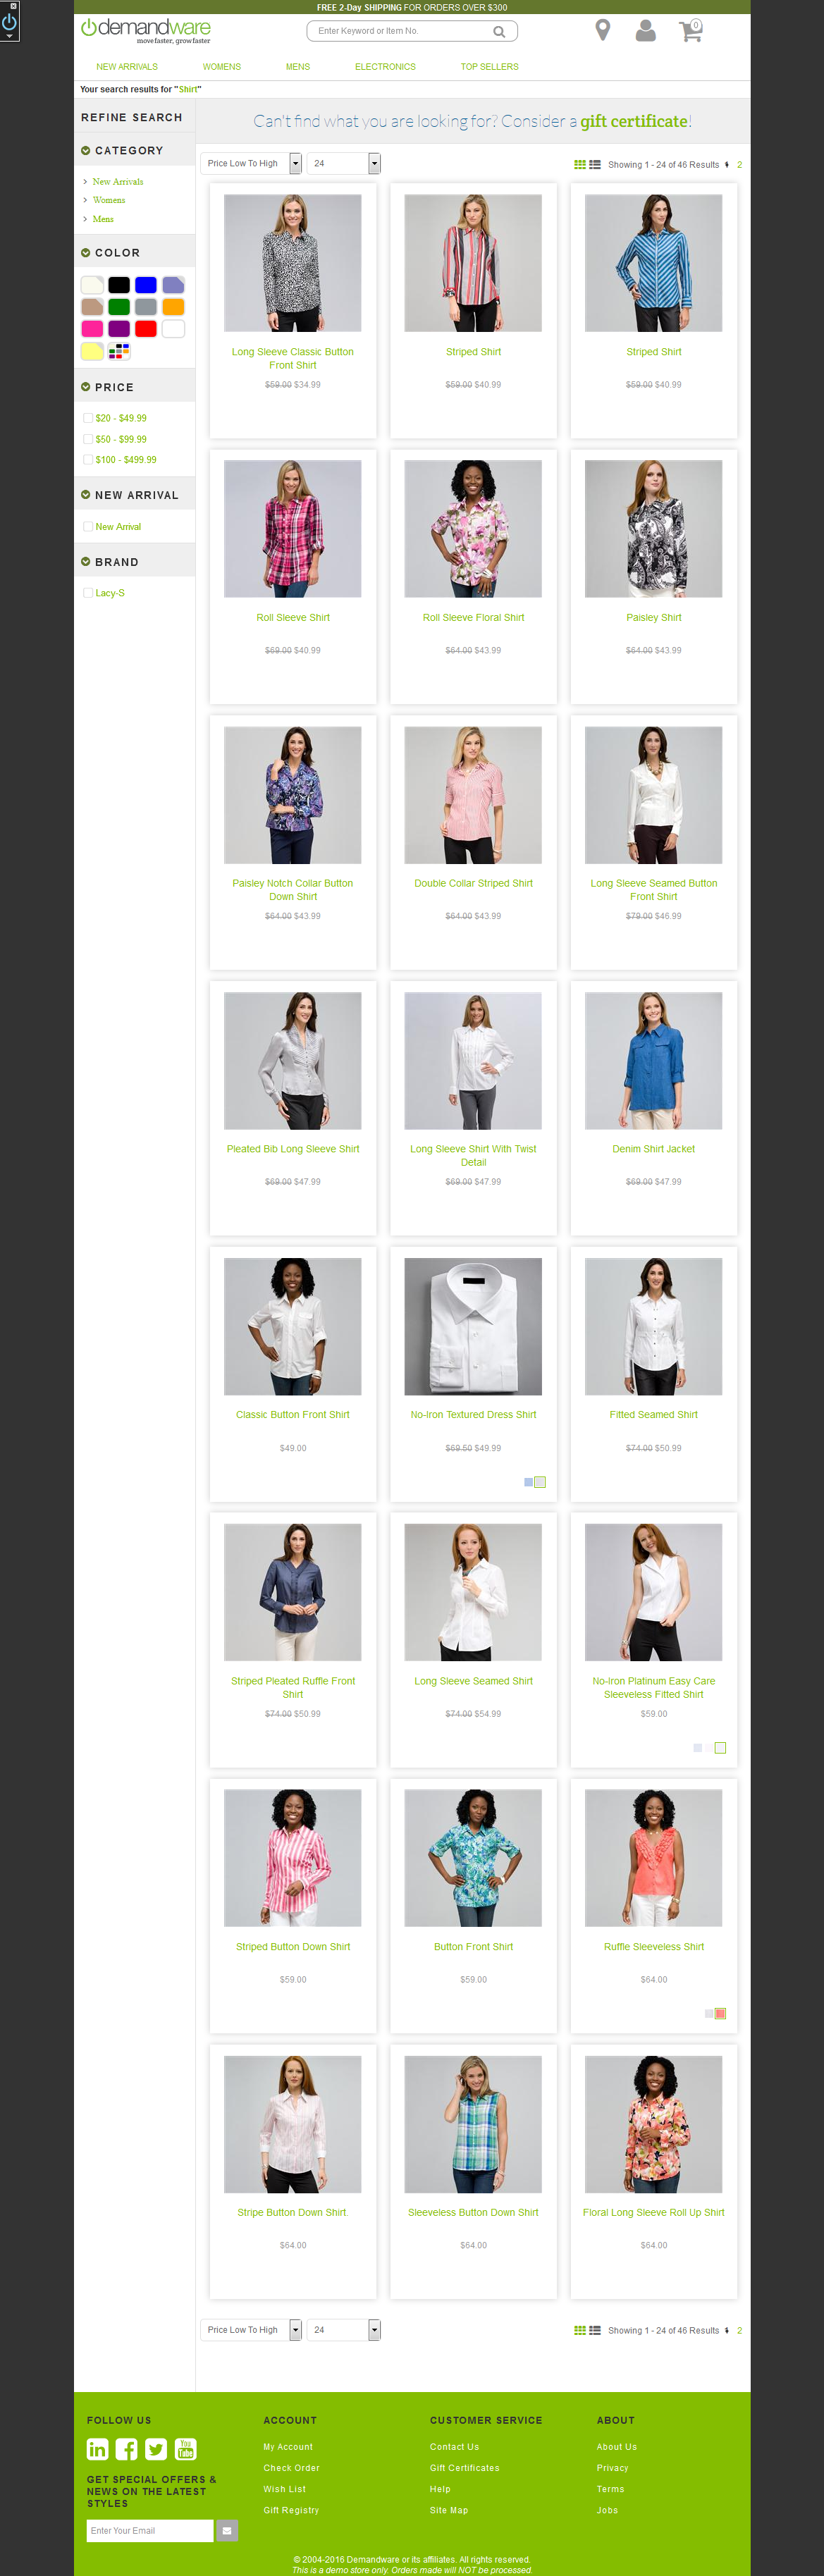 FREE 2-Day SHIPPING FOR ORDERS OVER $300
demandware
move faster, grow faster
Enter Keyword or Item No.
0
NEW ARRIVALS WOMENS MENS ELECTRONICS TOP SELLERS
Your search results for "Shirt"
REFINE SEARCH
CATEGORY
New Arrivals
Womens
Mens
COLOR
PRICE
$20 - $49.99
$50 - $99.99
$100 - $499.99
NEW ARRIVAL
New Arrival
BRAND
Lacy-S
Can't find what you are looking for? Consider a gift certificate!
Price Low To High 24 Showing 1 - 24 of 46 Results 2
Long Sleeve Classic Button
Front Shirt
$59.00 $34.99
Striped Shirt
$59.00 $40.99
Striped Shirt
$59.00 $40.99
Roll Sleeve Shirt
$69.00 $40.99
Roll Sleeve Floral Shirt
$64.00 $43.99
Paisley Shirt
$64.00 $43.99
Paisley Notch Collar Button
Down Shirt
$64.00 $43.99
Double Collar Striped Shirt
$64.00 $43.99
Long Sleeve Seamed Button
Front Shirt
$79.00 $46.99
Pleated Bib Long Sleeve Shirt
$69.00 $47.99
Long Sleeve Shirt With Twist
Detail
$69.00 $47.99
Denim Shirt Jacket
$69.00 $47.99
Classic Button Front Shirt
$49.00
No-Iron Textured Dress Shirt
$69.50 $49.99
Fitted Seamed Shirt
$74.00 $50.99
Striped Pleated Ruffle Front
Shirt
$74.00 $50.99
Long Sleeve Seamed Shirt
$74.00 $54.99
No-Iron Platinum Easy Care
Sleeveless Fitted Shirt
$59.00
Striped Button Down Shirt
$59.00
Button Front Shirt
$59.00
Ruffle Sleeveless Shirt
$64.00
Stripe Button Down Shirt.
$64.00
Sleeveless Button Down Shirt
$64.00
Floral Long Sleeve Roll Up Shirt
$64.00
Price Low To High 24 Showing 1 - 24 of 46 Results 2
FOLLOW US
You
Tube
GET SPECIAL OFFERS &
NEWS ON THE LATEST
STYLES
Enter Your Email
ACCOUNT
My Account
Check Order
Wish List
Gift Registry
CUSTOMER SERVICE
Contact Us
Gift Certificates
Help
Site Map
ABOUT
About Us
Privacy
Terms
Jobs
© 2004-2016 Demandware or its affiliates. All rights reserved.
This is a demo store only. Orders made will NOT be processed.